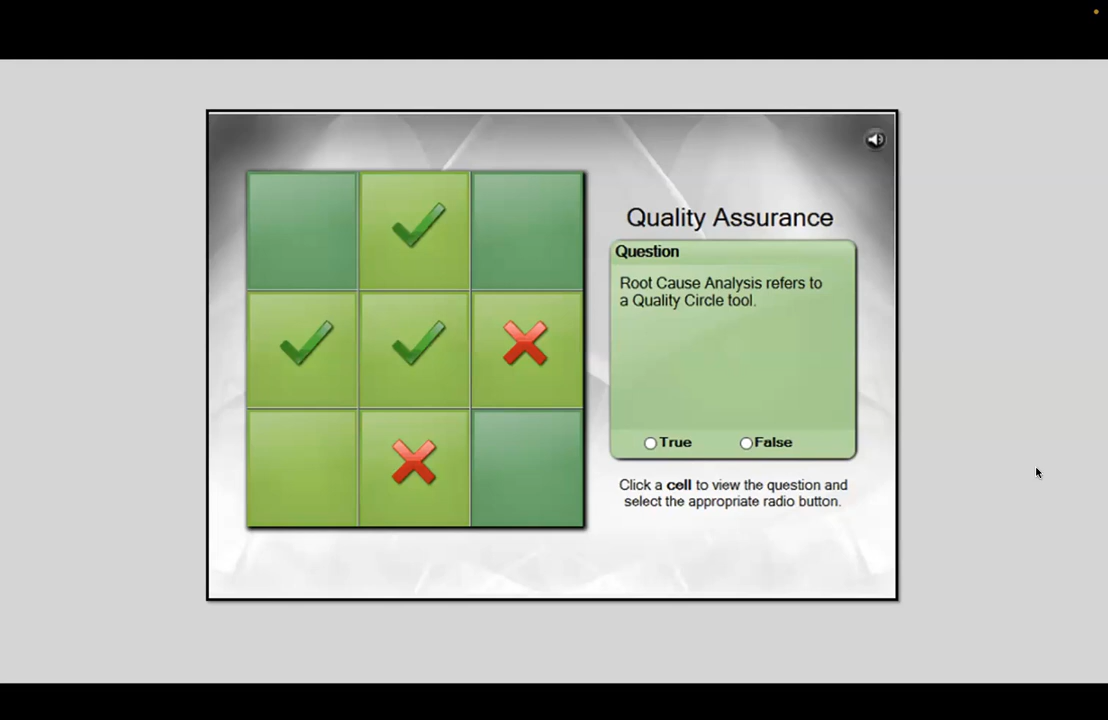 Quality Assurance
Question
Root Cause Analysis refers to
a Quality Circle tool.
True
False
Click a cell to view the question and
select the appropriate radio button.